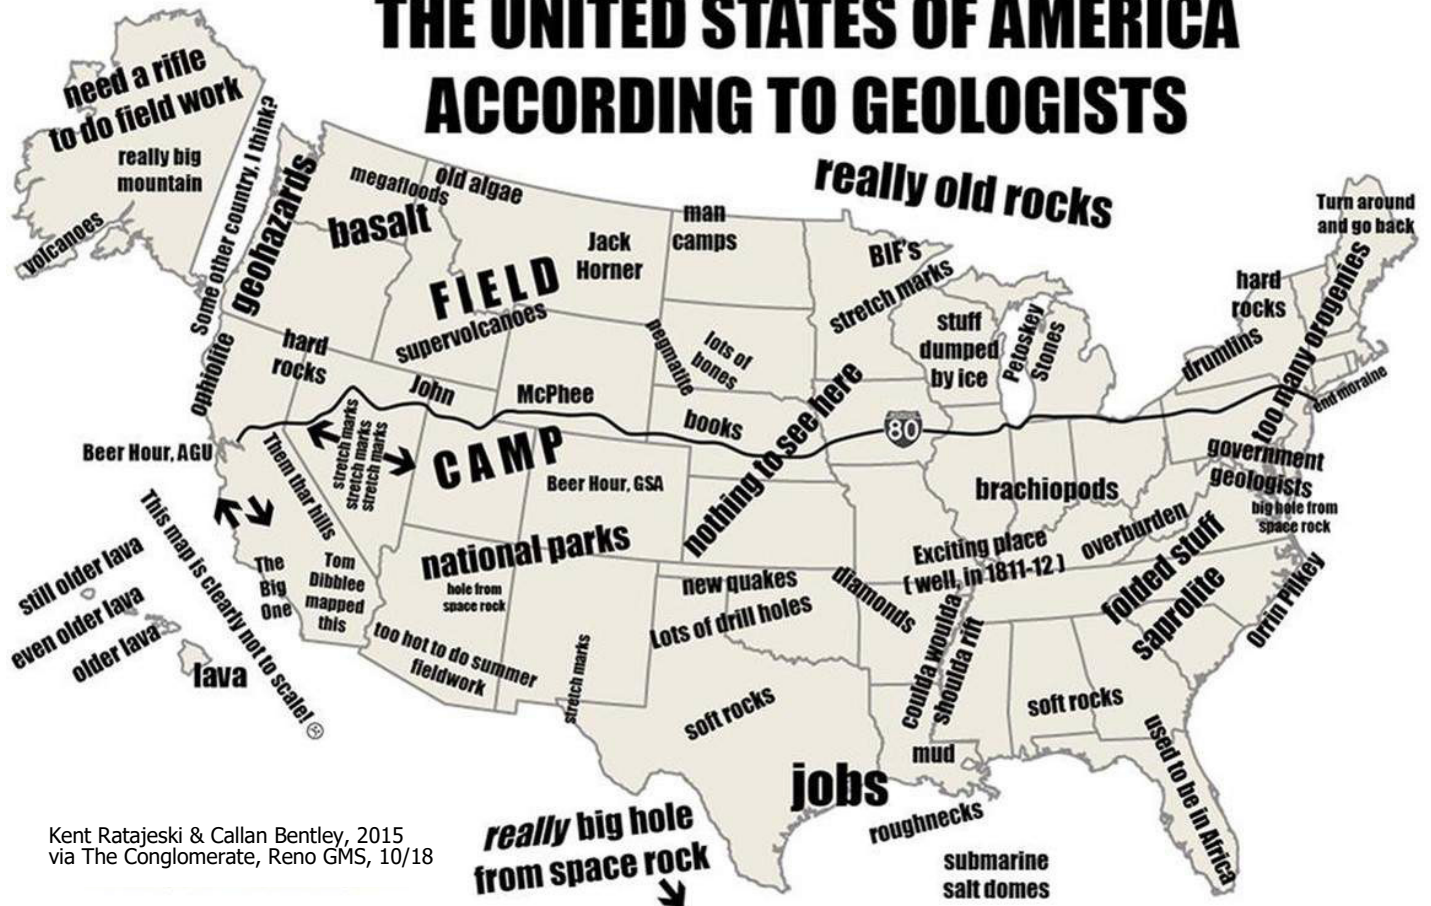 THE UNITED STATES OF AMERICA
ACCORDING TO GEOLOGISTS
need a rifle
to do field work
really big
mountain
volcanoes
Some other country, I think?
geohazards
megafloods
old algae
basalt
Jack
Horner
man
camps
really old rocks
BIF's
stretch marks
Turn around
and go back
FIELD
supervolcanoes
hard
rocks
ophiolite
pegmatite
lots of
bones
stuff
dumped
by ice
Petoskey
Stones
hard
rocks
drumlins
too many orogenies
end moraine
John
McPhee
books
nothing to see here
80
Beer Hour, AGU
Them thar hills
stretch marks
stretch marks
stretch marks
CAMP
Beer Hour, GSA
brachiopods
government
geologists
big hole from
space rock
This map is clearly not to scale!
The
Big
One
Tom
Dibblee
mapped
this
national parks
hole from
space rock
new quakes
Lots of drill holes
diamonds
Exciting place
( well, in 1811-12 )
overburden
folded stuff
Saprolite
Orrin Pilkey
still older lava
even older lava
older lava
lava
too hot to do summer
fieldwork
stretch marks
coulda woulda
shoulda rift
soft rocks
soft rocks
mud
jobs
roughnecks
used to be in Africa
really big hole
from space rock
submarine
salt domes
Kent Ratajeski & Callan Bentley, 2015
via The Conglomerate, Reno GMS, 10/18